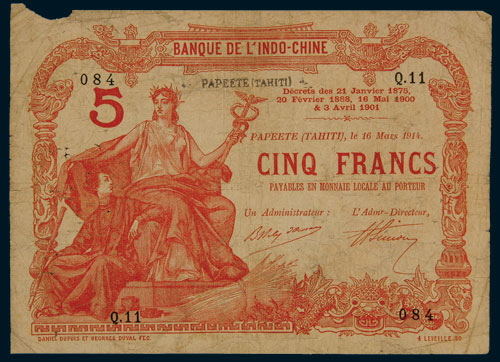 BANQUE DE L'INDO-CHINE
084
PAPEETE (TAHITI)
Q.11
Décrets des 21 Janvier 1875,
20 Février 1888, 16 Mai 1900
& 3 Avril 1901
5
PAPEETE (TAHITI), le 16 Mars 1914.
CINQ FRANCS
PAYABLES EN MONNAIE LOCALE AU PORTEUR
Un Administrateur :
L'Admr-Directeur,
Q.11
084
DANIEL DUPUIS ET GEORGES DUVAL FEC.
A LEVEILLE SC